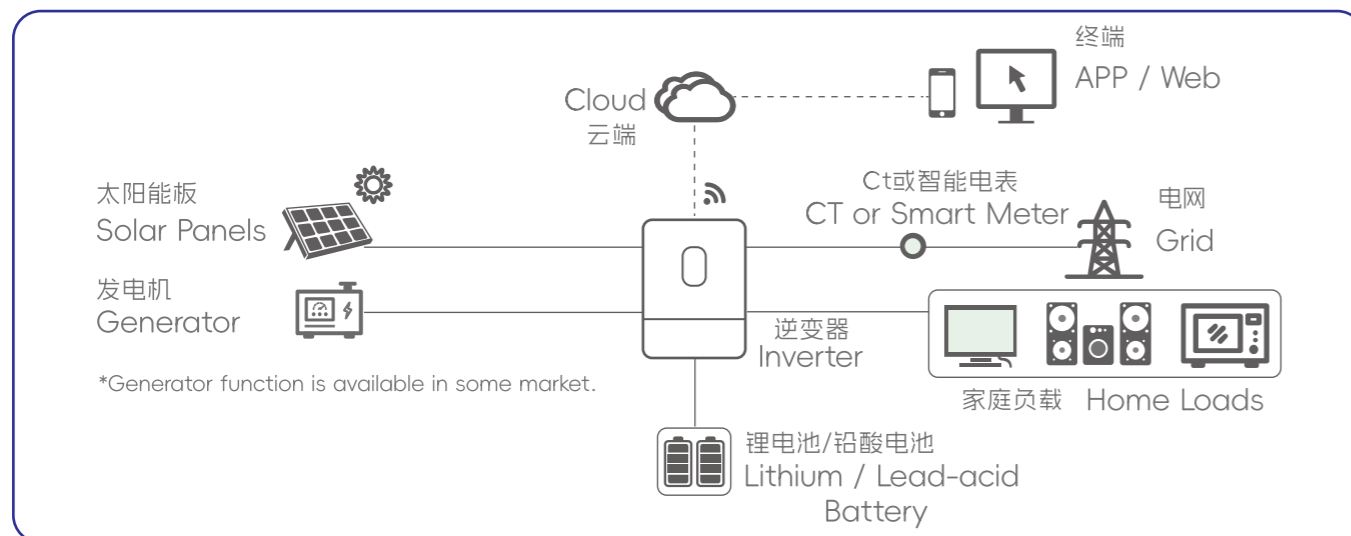 终端
APP / Web
Cloud
云端
太阳能板
Solar Panels
Ct或智能电表
CT or Smart Meter
电网
Grid
发电机
Generator
逆变器
Inverter
*Generator function is available in some market.
家庭负载 Home Loads
锂电池/铅酸电池
Lithium / Lead-acid
Battery